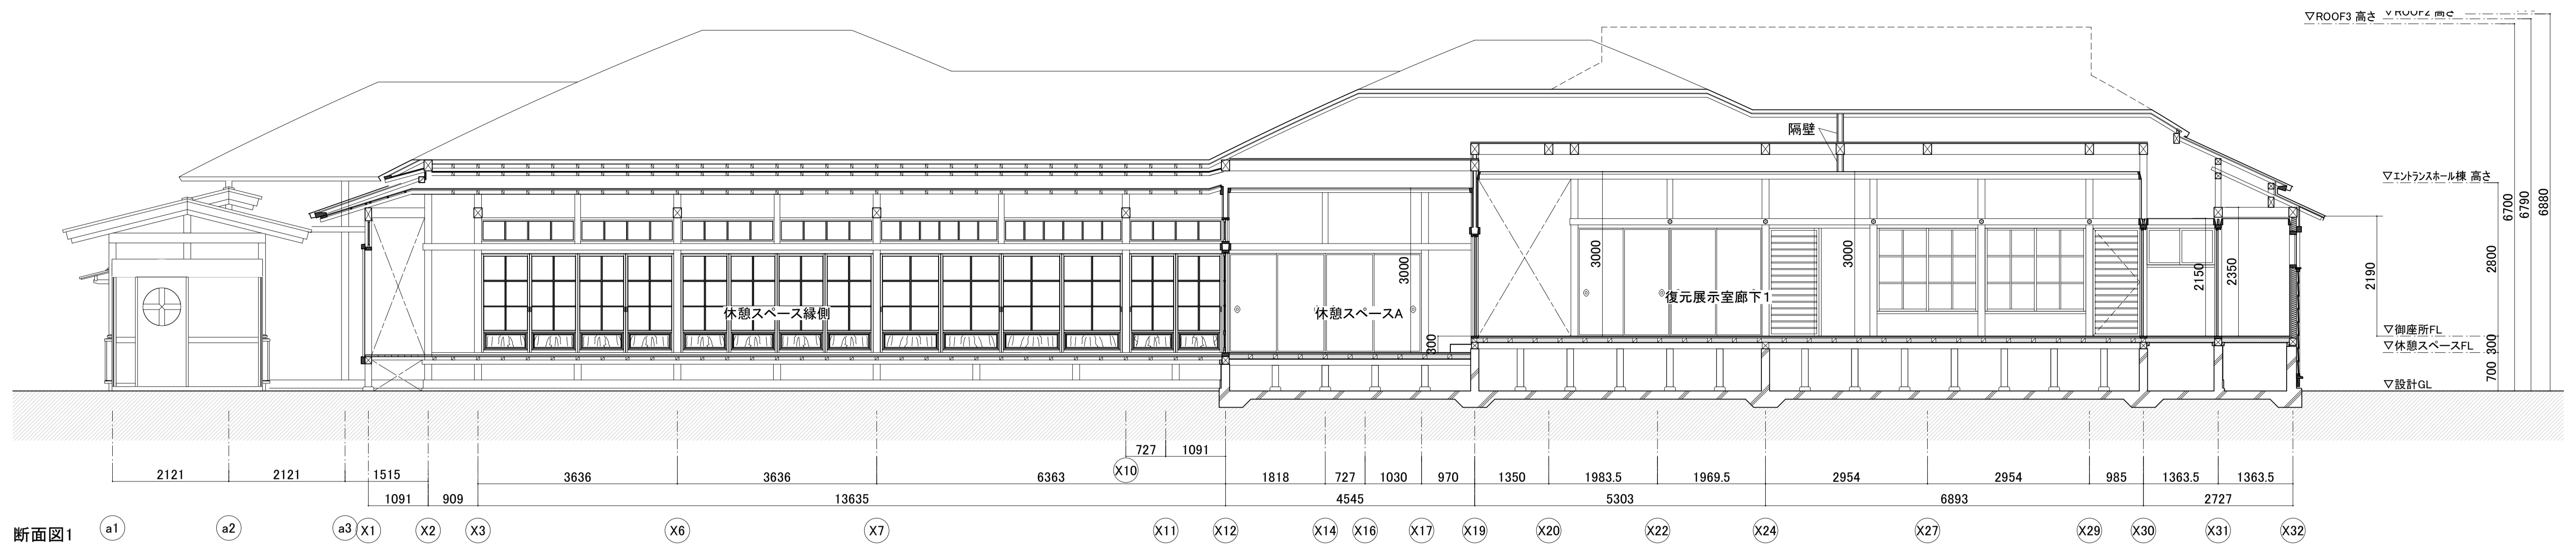 ▽ROOF3 高さ ▽ROOF2 高さ
隔壁
▽エントランスホール棟 高さ
6700
6790
6880
3000
3000
3000
2150
2350
2190
2800
休憩スペース縁側
休憩スペースA
復元展示室廊下1
300
▽御座所FL
300
▽休憩スペースFL
700
▽設計GL
727 1091
X10
2121 2121 1515 3636 3636 6363 1818 727 1030 970 1350 1983.5 1969.5 2954 2954 985 1363.5 1363.5
1091 909 13635 4545 5303 6893 2727
断面図1 a1 a2 a3 X1 X2 X3 X6 X7 X11 X12 X14 X16 X17 X19 X20 X22 X24 X27 X29 X30 X31 X32